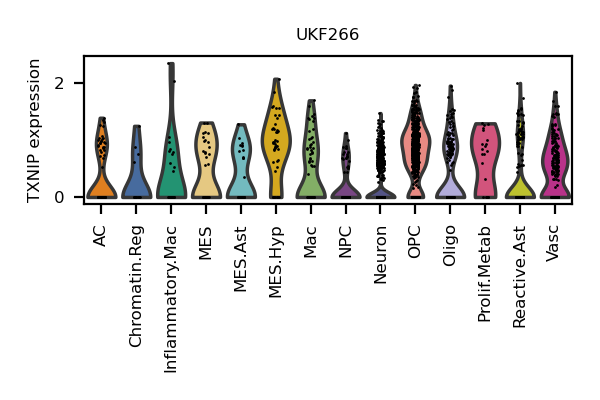 UKF266
TXNIP expression
2
0
AC
Chromatin.Reg
Inflammatory.Mac
MES
MES.Ast
MES.Hyp
Mac
NPC
Neuron
OPC
Oligo
Prolif.Metab
Reactive.Ast
Vasc